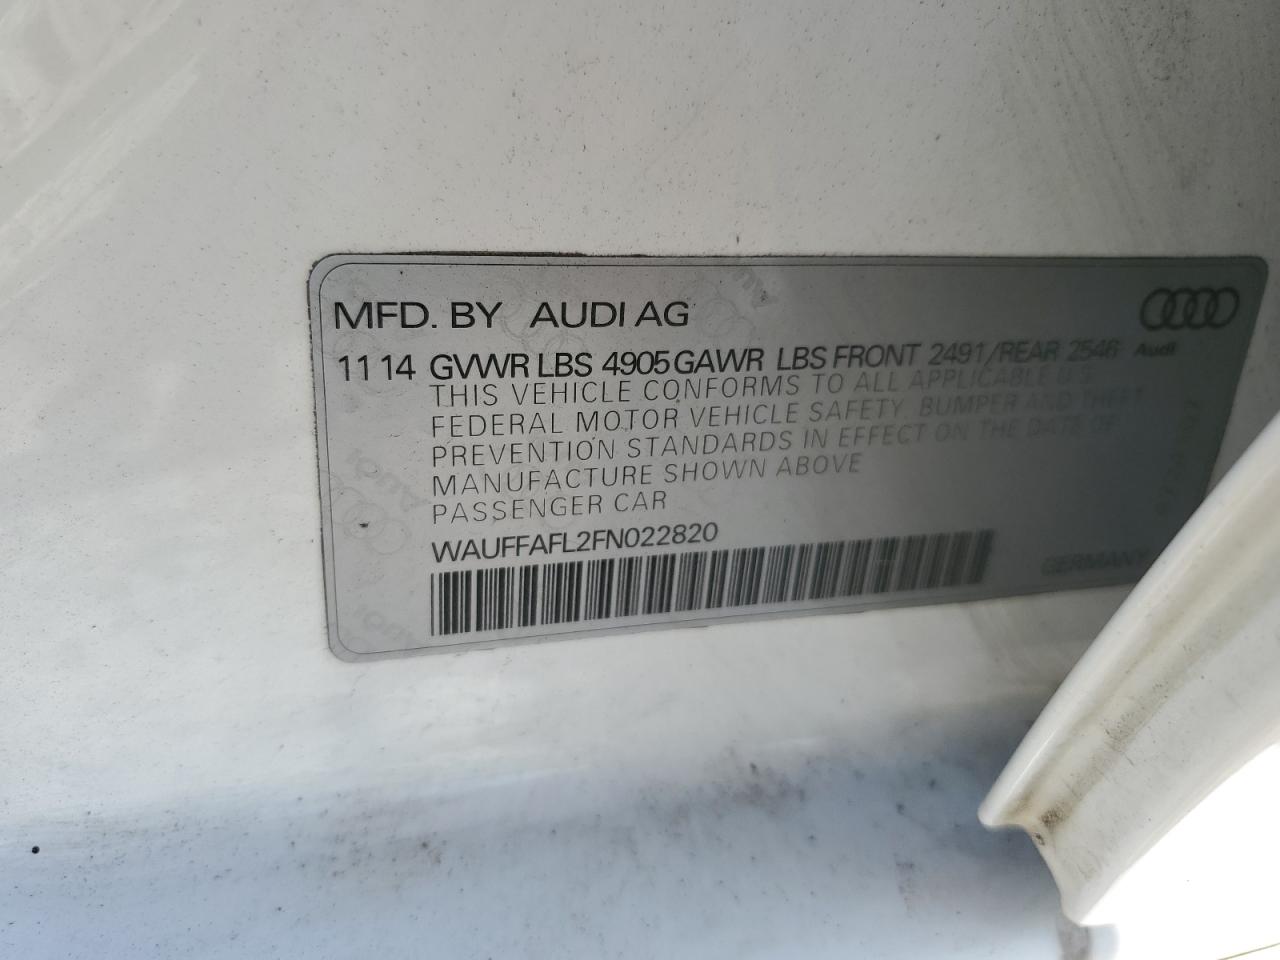 MFD. BY AUDI AG
11 14 GVWR LBS 4905 GAWR LBS FRONT 2491/REAR 2546 Audi
THIS VEHICLE CONFORMS TO ALL APPLICABLE U.S.
FEDERAL MOTOR VEHICLE SAFETY, BUMPER AND THEFT
PREVENTION STANDARDS IN EFFECT ON THE DATE OF
MANUFACTURE SHOWN ABOVE
PASSENGER CAR
WAUFFAFL2FN022820
GERMANY